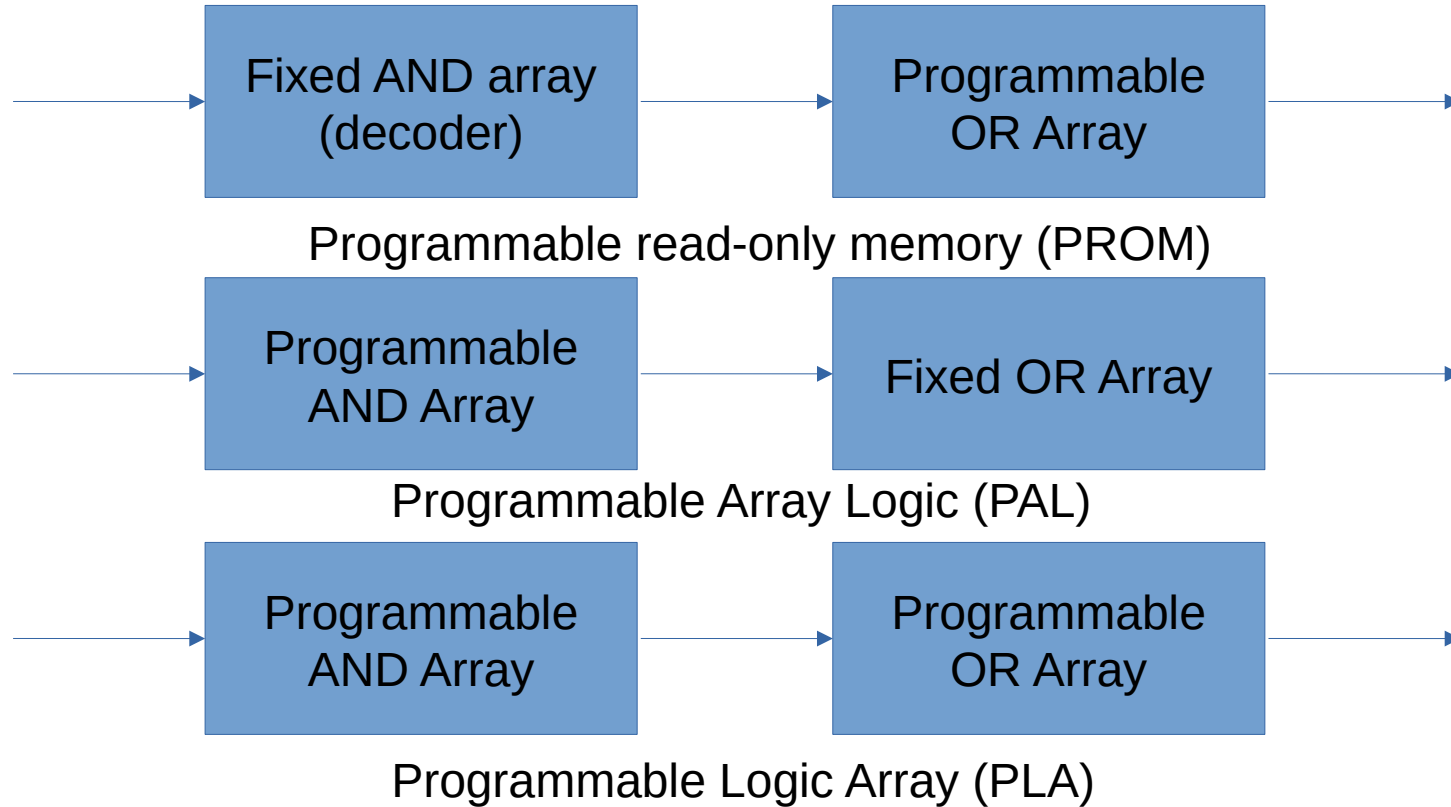 Fixed AND array
(decoder)
Programmable
OR Array
Programmable read-only memory (PROM)
Programmable
AND Array
Fixed OR Array
Programmable Array Logic (PAL)
Programmable
AND Array
Programmable
OR Array
Programmable Logic Array (PLA)